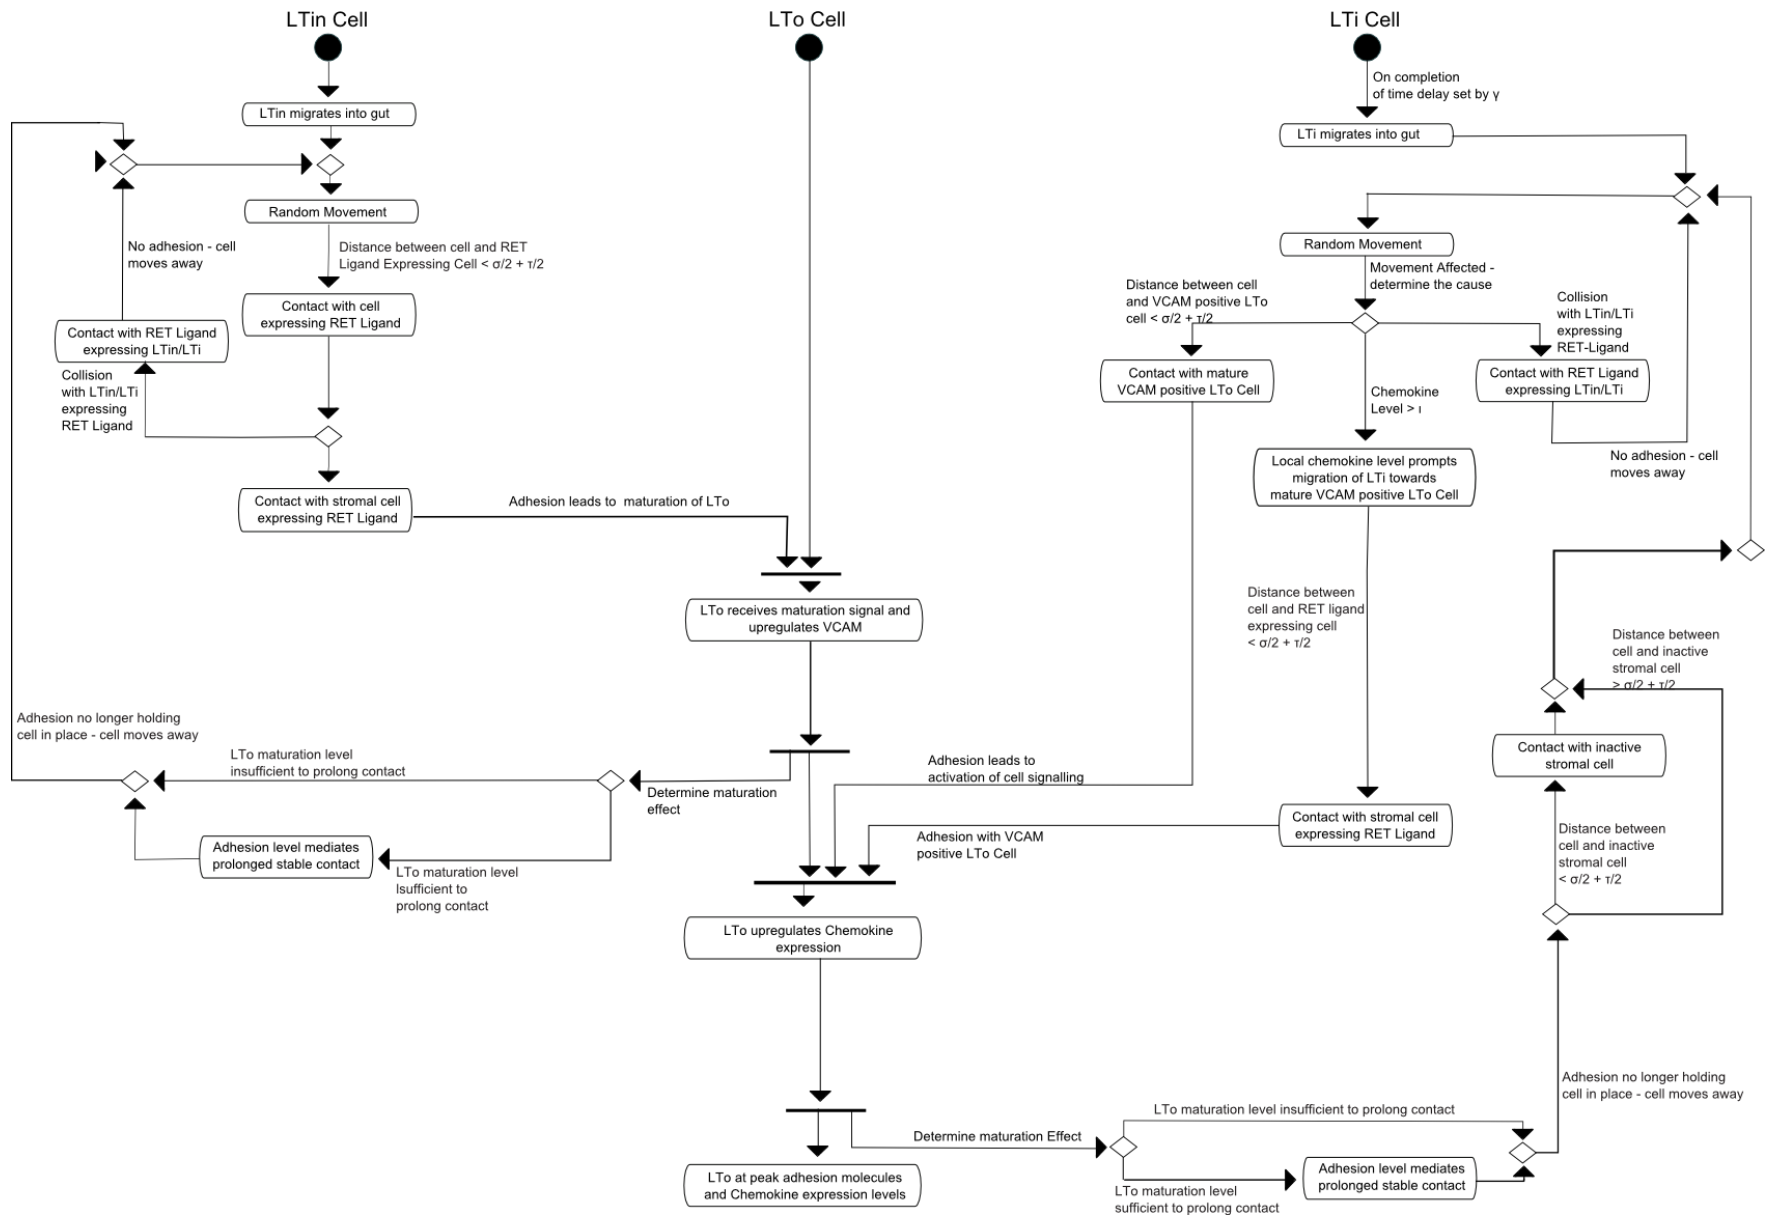 LTin Cell
LTo Cell
LTi Cell
On completion
of time delay set by γ
LTin migrates into gut
LTi migrates into gut
Random Movement
No adhesion - cell
moves away
Distance between cell and RET
Ligand Expressing Cell < σ/2 + τ/2
Random Movement
Movement Affected -
determine the cause
Distance between cell
and VCAM positive LTo
cell < σ/2 + τ/2
Collision
with LTin/LTi
expressing
RET-Ligand
Contact with cell
expressing RET Ligand
Contact with RET Ligand
expressing LTin/LTi
Collision
with LTin/LTi
expressing
RET Ligand
Contact with mature
VCAM positive LTo Cell
Chemokine
Level > ι
Contact with RET Ligand
expressing LTin/LTi
No adhesion - cell
moves away
Local chemokine level prompts
migration of LTi towards
mature VCAM positive LTo Cell
Contact with stromal cell
expressing RET Ligand
Adhesion leads to  maturation of LTo
LTo receives maturation signal and
upregulates VCAM
Distance between
cell and RET ligand
expressing cell
< σ/2 + τ/2
Distance between
cell and inactive
stromal cell
> σ/2 + τ/2
Adhesion no longer holding
cell in place - cell moves away
LTo maturation level
insufficient to prolong contact
Determine maturation
effect
Adhesion leads to
activation of cell signalling
Contact with inactive
stromal cell
Adhesion level mediates
prolonged stable contact
LTo maturation level
lsufficient to
prolong contact
Adhesion with VCAM
positive LTo Cell
Contact with stromal cell
expressing RET Ligand
Distance between
cell and inactive
stromal cell
< σ/2 + τ/2
LTo upregulates Chemokine
expression
Adhesion no longer holding
cell in place - cell moves away
LTo maturation level insufficient to prolong contact
Determine maturation Effect
LTo at peak adhesion molecules
and Chemokine expression levels
Adhesion level mediates
prolonged stable contact
LTo maturation level
sufficient to prolong contact